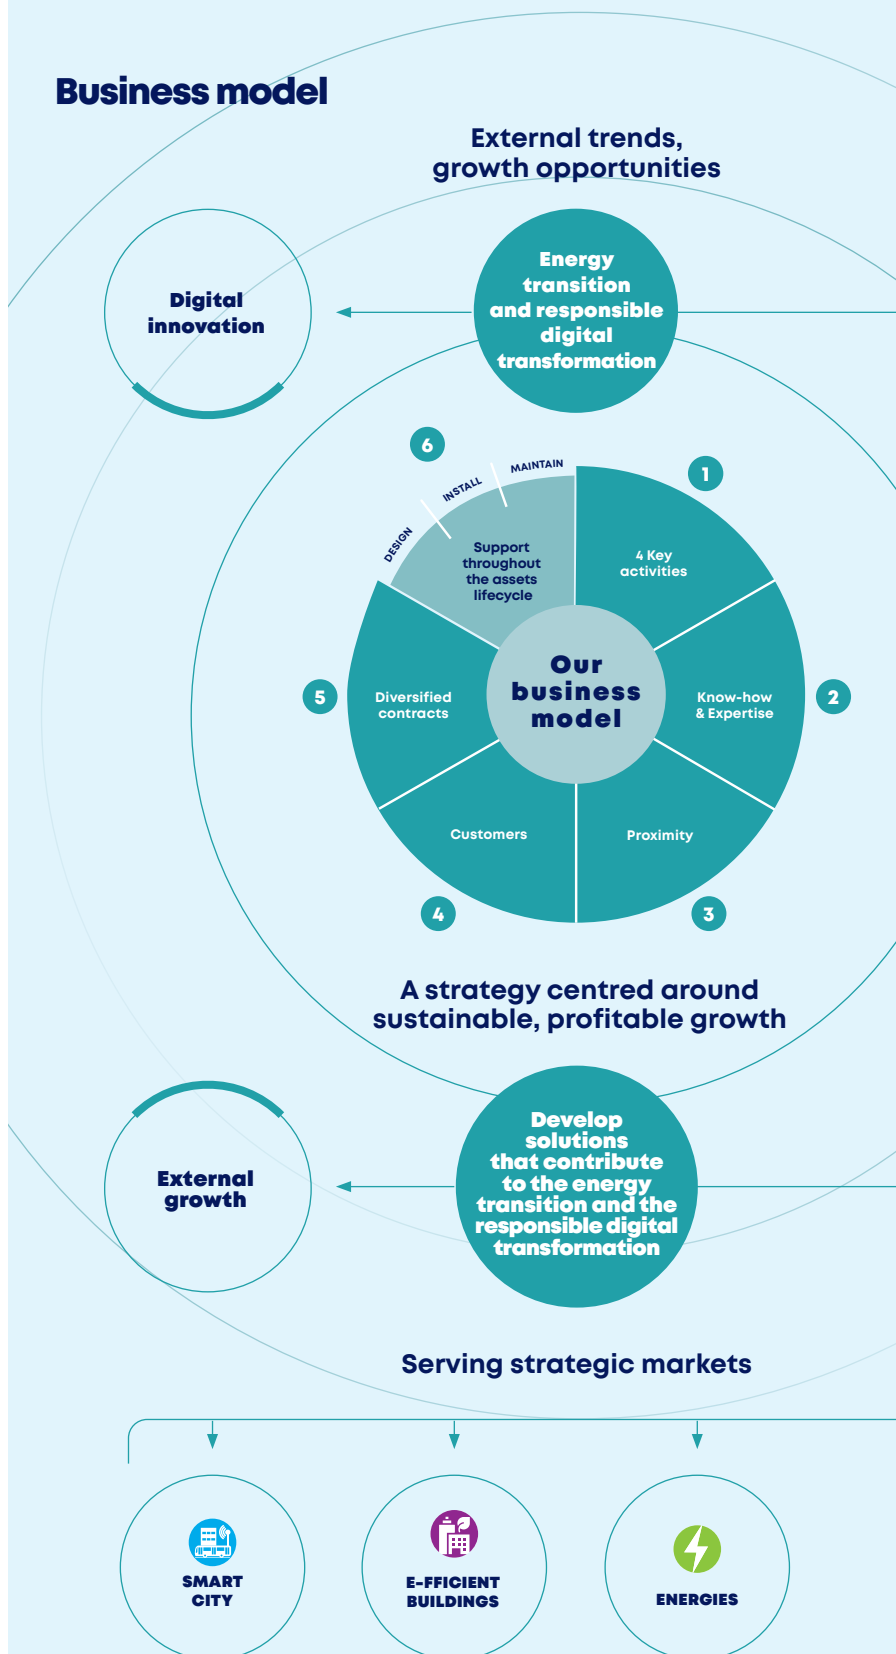 Business model
External trends,
growth opportunities
Digital
innovation
Energy
transition
and responsible
digital
transformation
6
DESIGN
INSTALL
MAINTAIN
Support
throughout
the assets
lifecycle
1
4 Key
activities
5
Diversified
contracts
Our
business
model
Know-how
& Expertise
2
Customers
Proximity
4
3
A strategy centred around
sustainable, profitable growth
External
growth
Develop
solutions
that contribute
to the energy
transition and the
responsible digital
transformation
Serving strategic markets
SMART
CITY
E-FFICIENT
BUILDINGS
ENERGIES